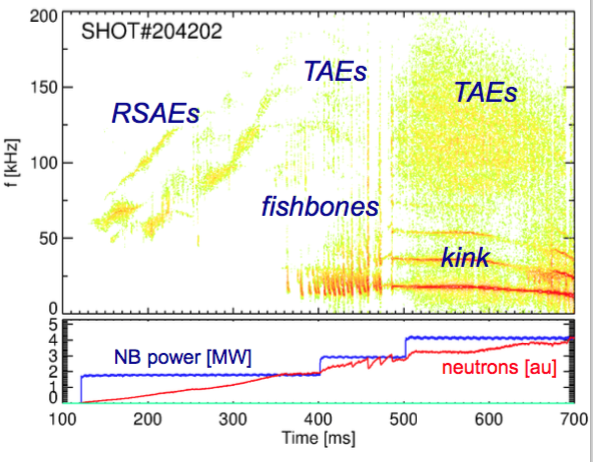 SHOT#204202
200
150
100
50
0
f [kHz]
RSAEs
TAEs
TAEs
fishbones
kink
5
4
3
2
1
0
NB power [MW]
neutrons [au]
100 200 300 400 500 600 700
Time [ms]